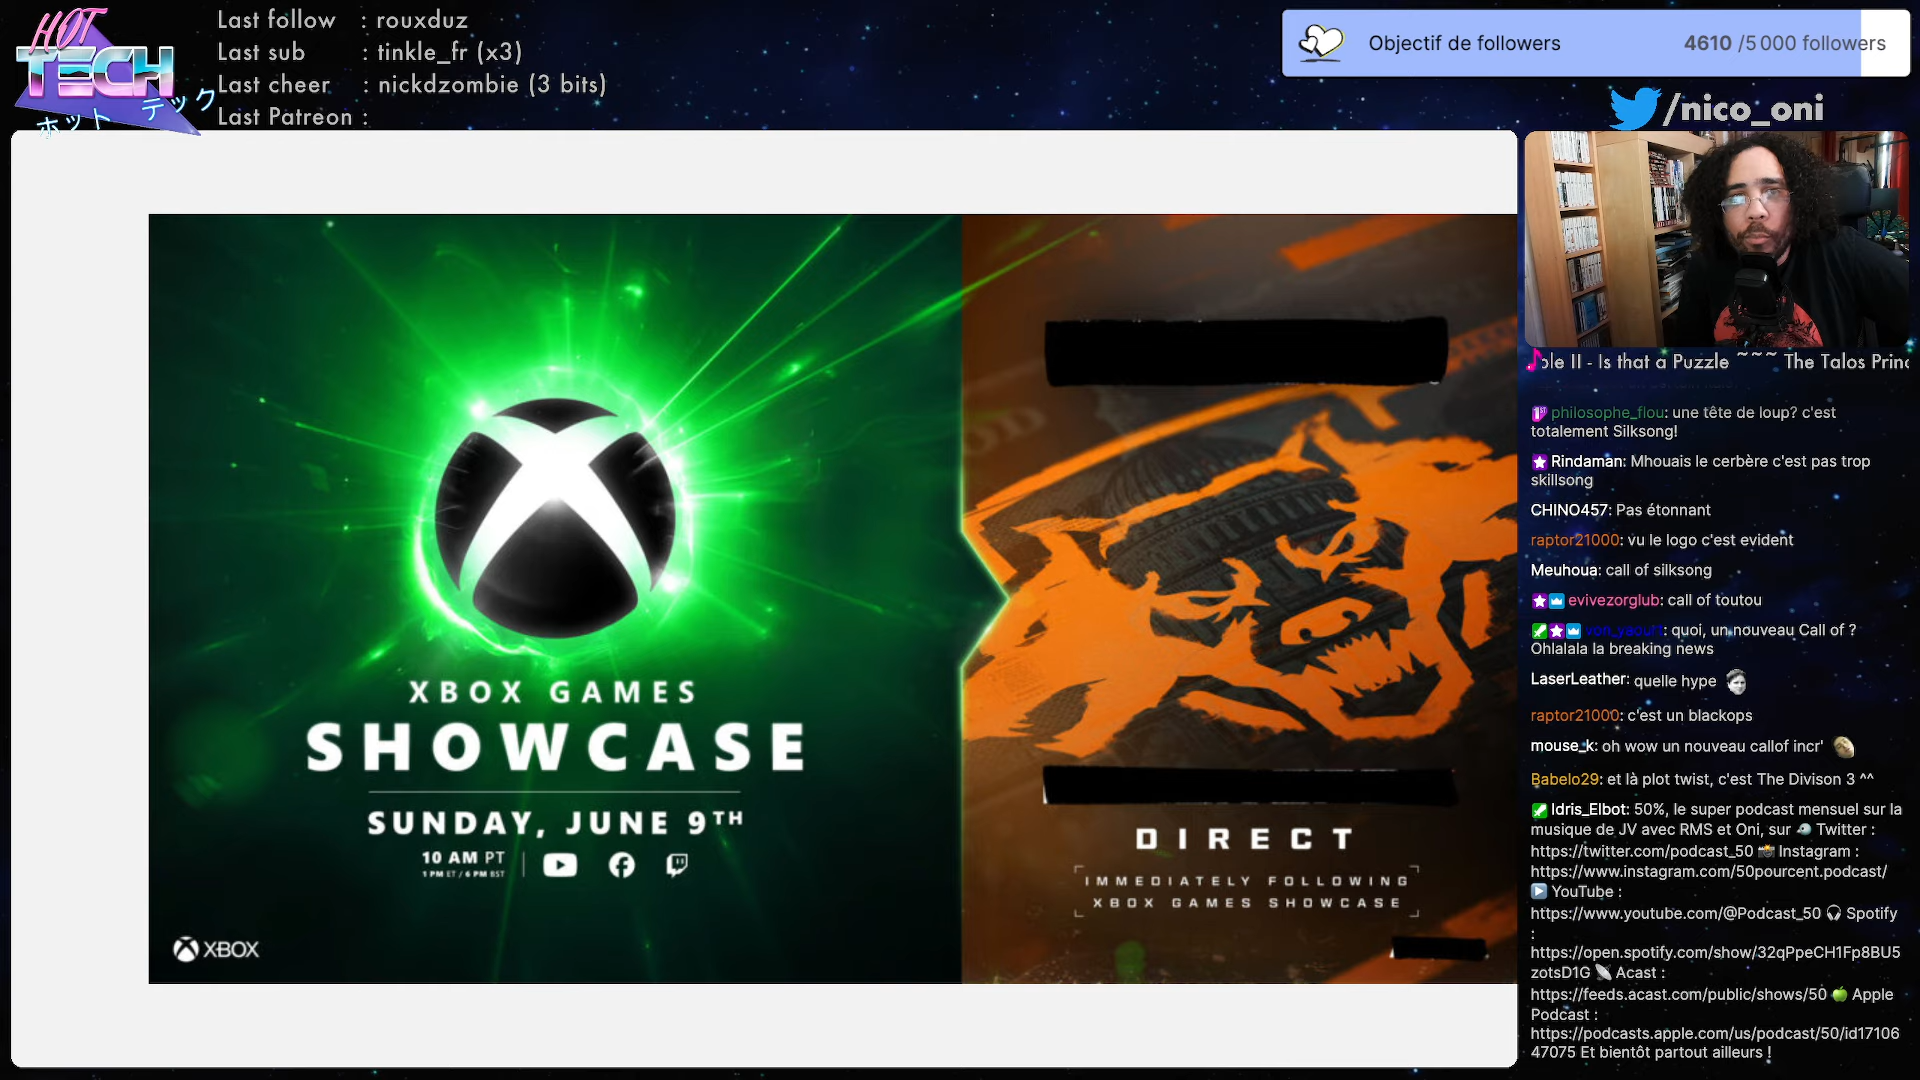 HOT
TECH
ホット テック
Last follow : rouxduz
Last sub : tinkle_fr (x3)
Last cheer : nickdzombie (3 bits)
Last Patreon :
Objectif de followers 4610 /5 000 followers
/nico_oni
XBOX GAMES
SHOWCASE
SUNDAY, JUNE 9TH
10 AM PT
1 PM ET / 6 PM BST
XBOX
DIRECT
IMMEDIATELY FOLLOWING
XBOX GAMES SHOWCASE
ple II - Is that a Puzzle ~~~ The Talos Princ
philosophe_flou: une tête de loup? c'est
totalement Silksong!
Rindaman: Mhouais le cerbère c'est pas trop
skillsong
CHINO457: Pas étonnant
raptor21000: vu le logo c'est evident
Meuhoua: call of silksong
evivezorglub: call of toutou
von_yaourt: quoi, un nouveau Call of ?
Ohlalala la breaking news
LaserLeather: quelle hype
raptor21000: c'est un blackops
mouse_k: oh wow un nouveau callof incr'
Babelo29: et là plot twist, c'est The Divison 3 ^^
Idris_Elbot: 50%, le super podcast mensuel sur la
musique de JV avec RMS et Oni, sur Twitter :
https://twitter.com/podcast_50 Instagram :
https://www.instagram.com/50pourcent.podcast/
YouTube :
https://www.youtube.com/@Podcast_50 Spotify
:
https://open.spotify.com/show/32qPpeCH1Fp8BU5
zotsD1G Acast :
https://feeds.acast.com/public/shows/50 Apple
Podcast :
https://podcasts.apple.com/us/podcast/50/id17106
47075 Et bientôt partout ailleurs !